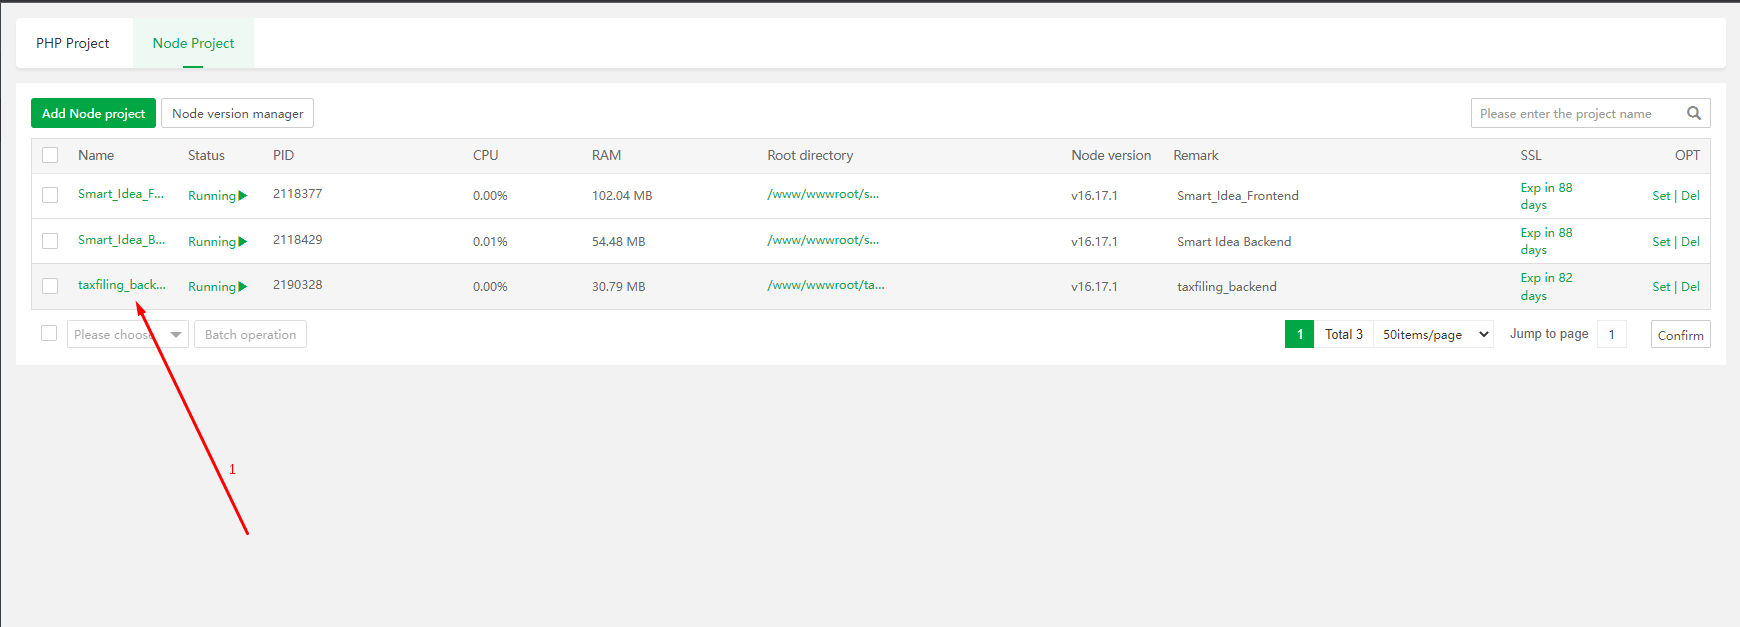 PHP Project Node Project
Add Node project Node version manager Please enter the project name
Name Status PID CPU RAM Root directory Node version Remark SSL OPT
Smart_Idea_F... Running 2118377 0.00% 102.04 MB /www/wwwroot/s... v16.17.1 Smart_Idea_Frontend Exp in 88 days Set | Del
Smart_Idea_B... Running 2118429 0.01% 54.48 MB /www/wwwroot/s... v16.17.1 Smart Idea Backend Exp in 88 days Set | Del
taxfiling_back... Running 2190328 0.00% 30.79 MB /www/wwwroot/ta... v16.17.1 taxfiling_backend Exp in 82 days Set | Del
Please choose Batch operation 1 Total 3 50items/page Jump to page 1 Confirm
1